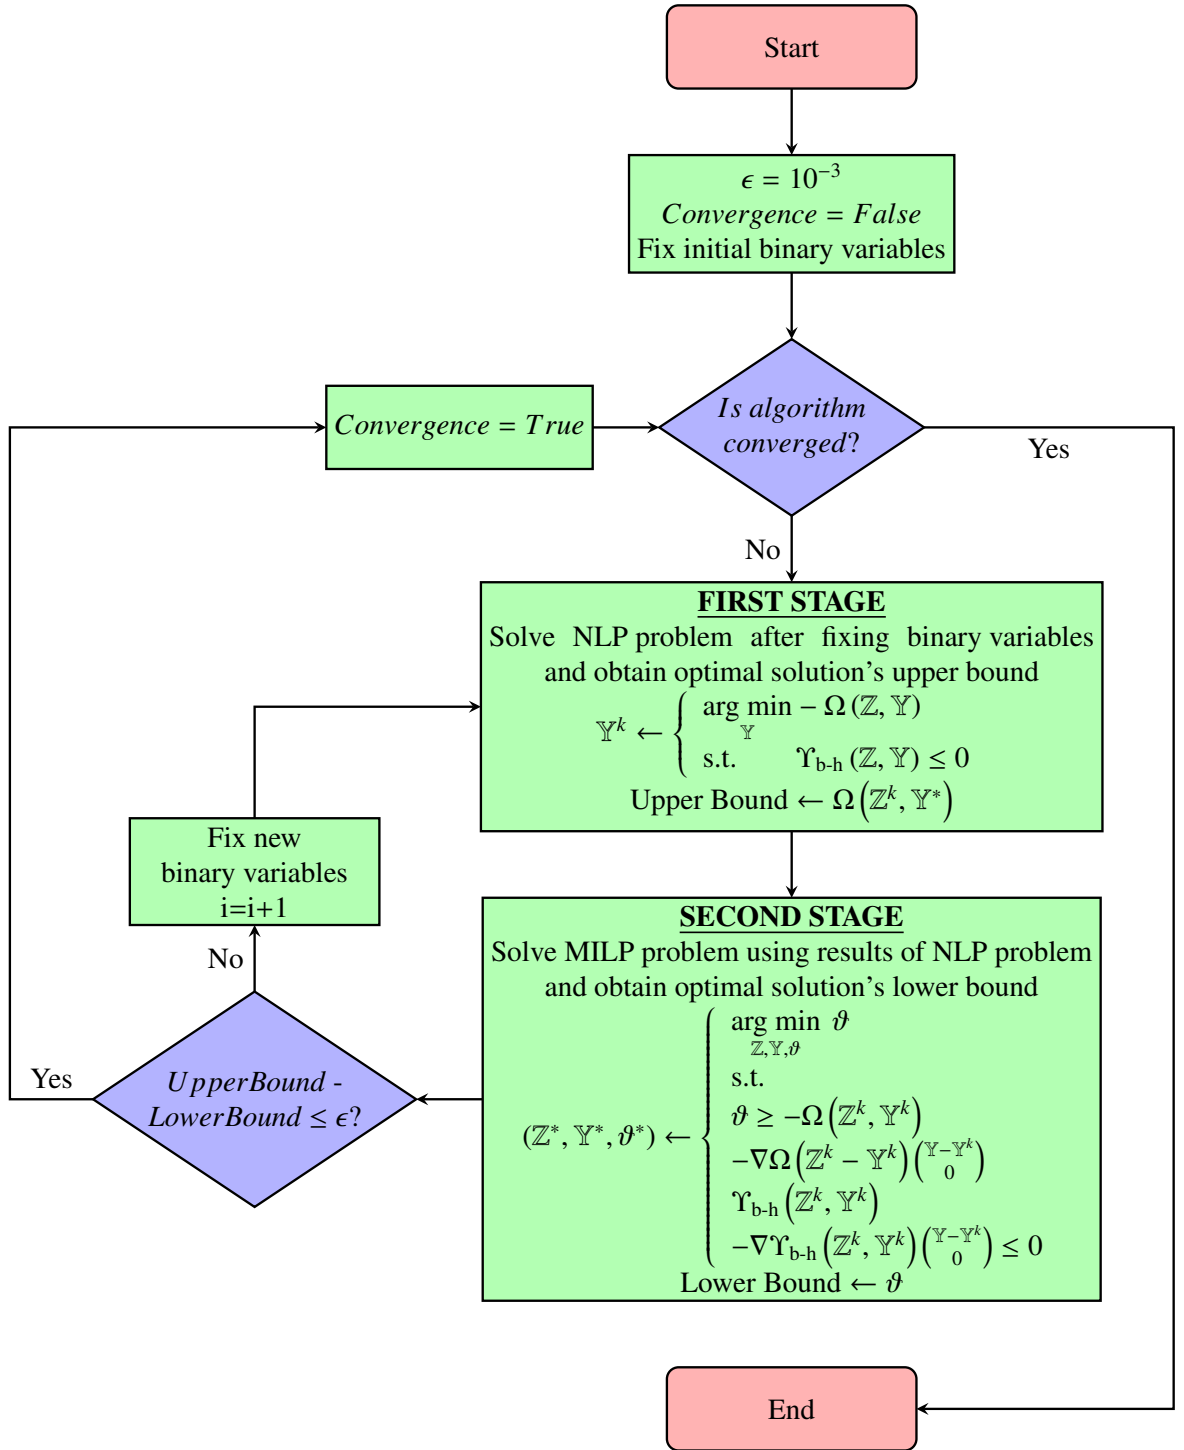 Start
ϵ = 10⁻³
Convergence = False
Fix initial binary variables
Convergence = True
Is algorithm
converged?
Yes
No
FIRST STAGE
Solve NLP problem after fixing binary variables
and obtain optimal solution's upper bound
𝕐ᵏ ← { arg min − Ω (ℤ, 𝕐)
𝕐
s.t. ϒb-h (ℤ, 𝕐) ≤ 0
Upper Bound ← Ω (ℤᵏ, 𝕐*)
Fix new
binary variables
i=i+1
No
SECOND STAGE
Solve MILP problem using results of NLP problem
and obtain optimal solution's lower bound
arg min ϑ
ℤ,𝕐,ϑ
s.t.
ϑ ≥ −Ω (ℤᵏ, 𝕐ᵏ)
(ℤ*, 𝕐*, ϑ*) ← {
−∇Ω (ℤᵏ − 𝕐ᵏ) (𝕐−𝕐ᵏ 0)
ϒb-h (ℤᵏ, 𝕐ᵏ)
−∇ϒb-h (ℤᵏ, 𝕐ᵏ) (𝕐−𝕐ᵏ 0) ≤ 0
Lower Bound ← ϑ
Yes
UpperBound -
LowerBound ≤ ϵ?
End